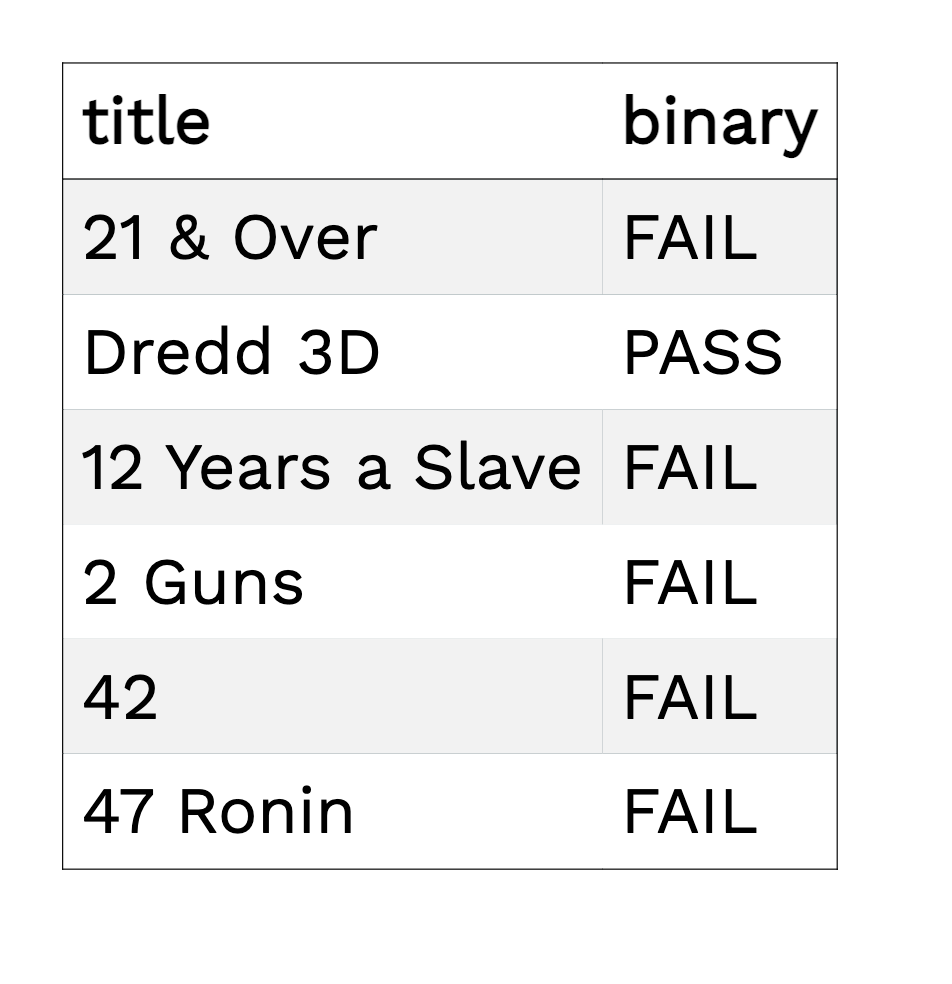 title binary
21 & Over FAIL
Dredd 3D PASS
12 Years a Slave FAIL
2 Guns FAIL
42 FAIL
47 Ronin FAIL